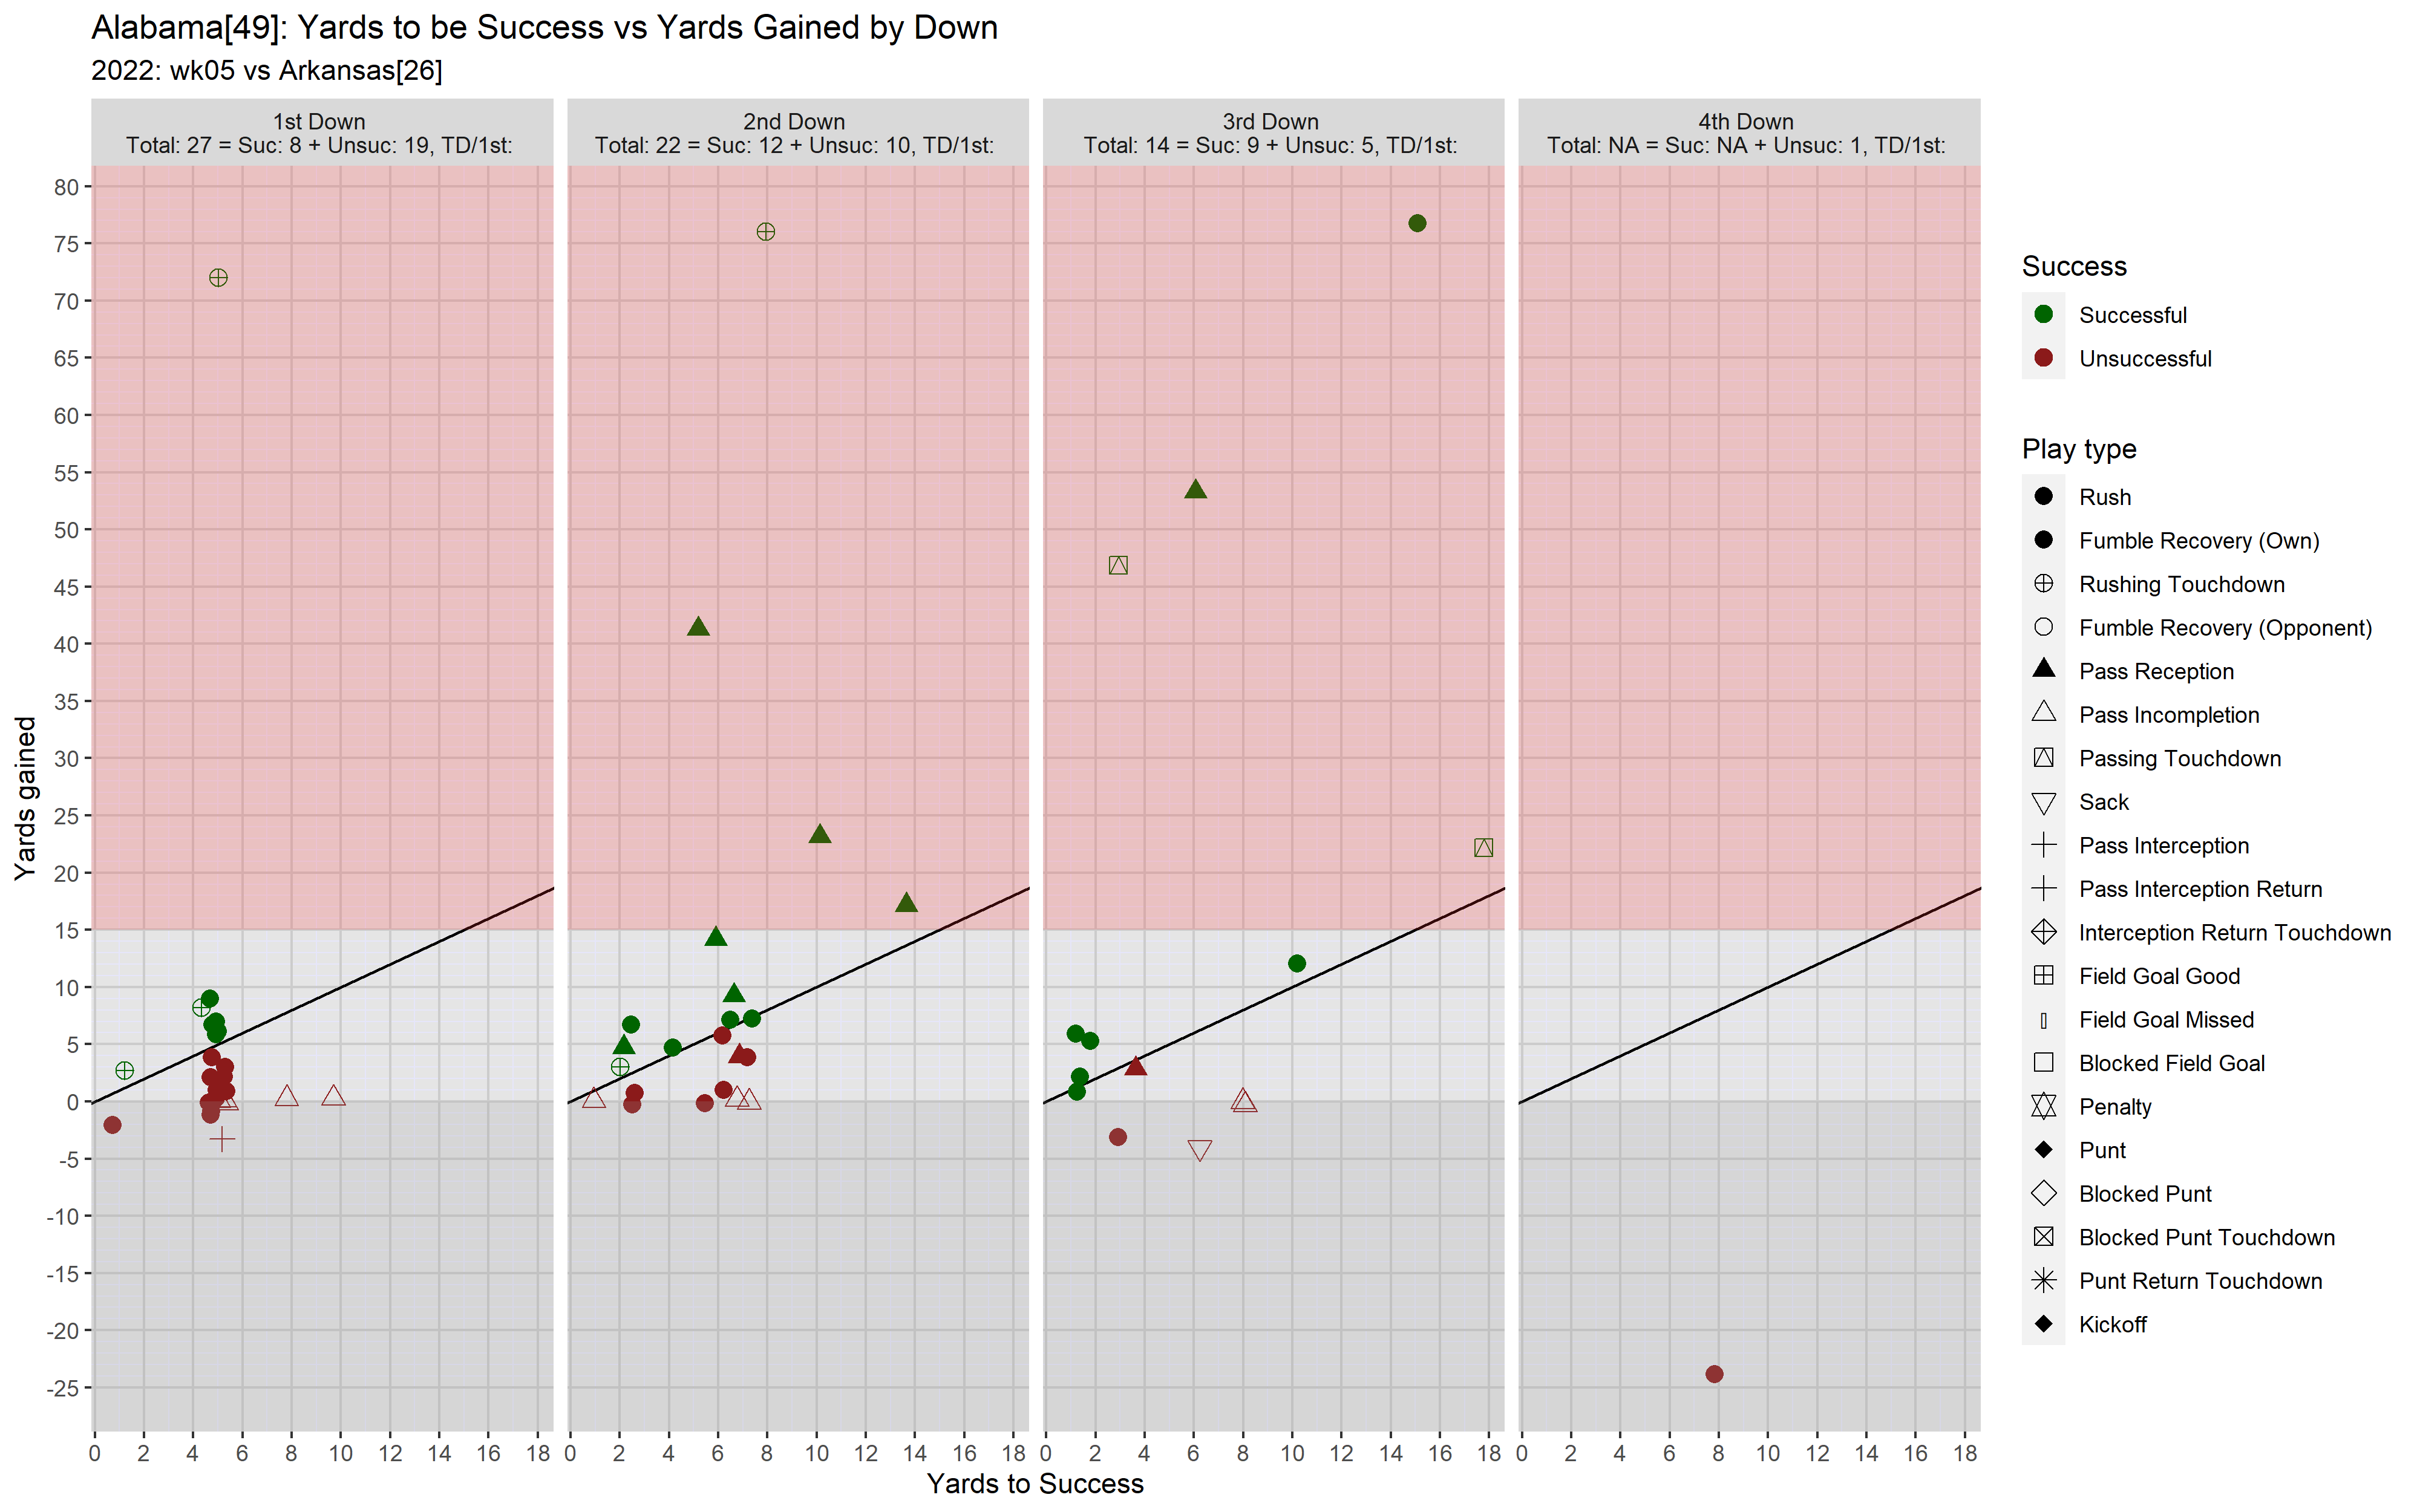 Alabama[49]: Yards to be Success vs Yards Gained by Down
2022: wk05 vs Arkansas[26]
1st Down
Total: 27 = Suc: 8 + Unsuc: 19, TD/1st:
2nd Down
Total: 22 = Suc: 12 + Unsuc: 10, TD/1st:
3rd Down
Total: 14 = Suc: 9 + Unsuc: 5, TD/1st:
4th Down
Total: NA = Suc: NA + Unsuc: 1, TD/1st:
Yards gained
80
75
70
65
60
55
50
45
40
35
30
25
20
15
10
5
0
-5
-10
-15
-20
-25
0 2 4 6 8 10 12 14 16 18
0 2 4 6 8 10 12 14 16 18
0 2 4 6 8 10 12 14 16 18
0 2 4 6 8 10 12 14 16 18
Yards to Success
Success
Successful
Unsuccessful
Play type
Rush
Fumble Recovery (Own)
Rushing Touchdown
Fumble Recovery (Opponent)
Pass Reception
Pass Incompletion
Passing Touchdown
Sack
Pass Interception
Pass Interception Return
Interception Return Touchdown
Field Goal Good
Field Goal Missed
Blocked Field Goal
Penalty
Punt
Blocked Punt
Blocked Punt Touchdown
Punt Return Touchdown
Kickoff